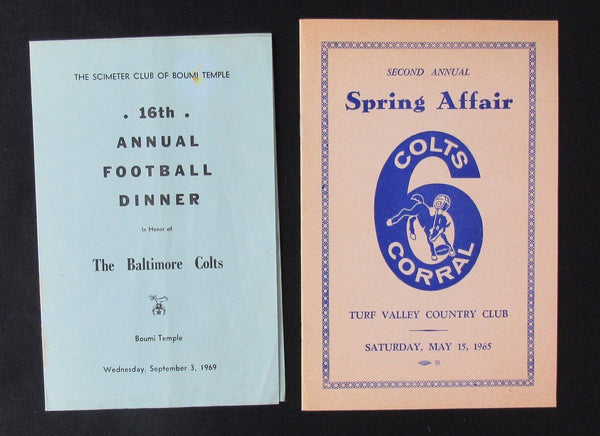 THE SCIMETER CLUB OF BOUMI TEMPLE
. 16th .
ANNUAL
FOOTBALL
DINNER
In Honor of
The Baltimore Colts
Boumi Temple
Wednesday, September 3, 1969
SECOND ANNUAL
Spring Affair
COLTS
6
CORRAL
TURF VALLEY COUNTRY CLUB
SATURDAY, MAY 15, 1965